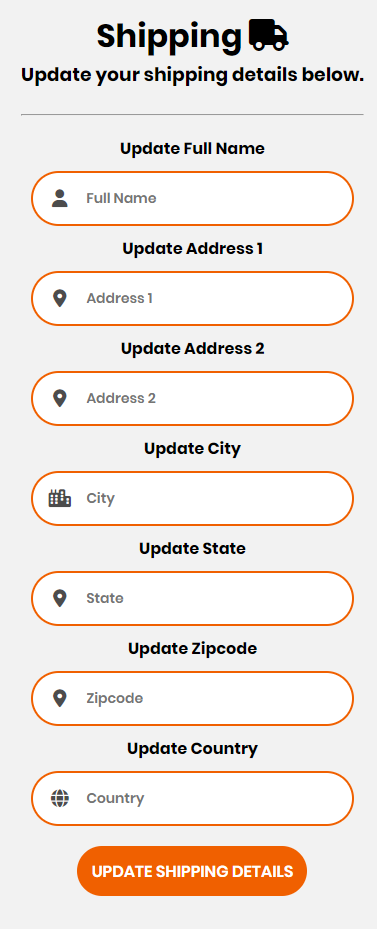 Shipping
Update your shipping details below.
Update Full Name
Full Name
Update Address 1
Address 1
Update Address 2
Address 2
Update City
City
Update State
State
Update Zipcode
Zipcode
Update Country
Country
UPDATE SHIPPING DETAILS